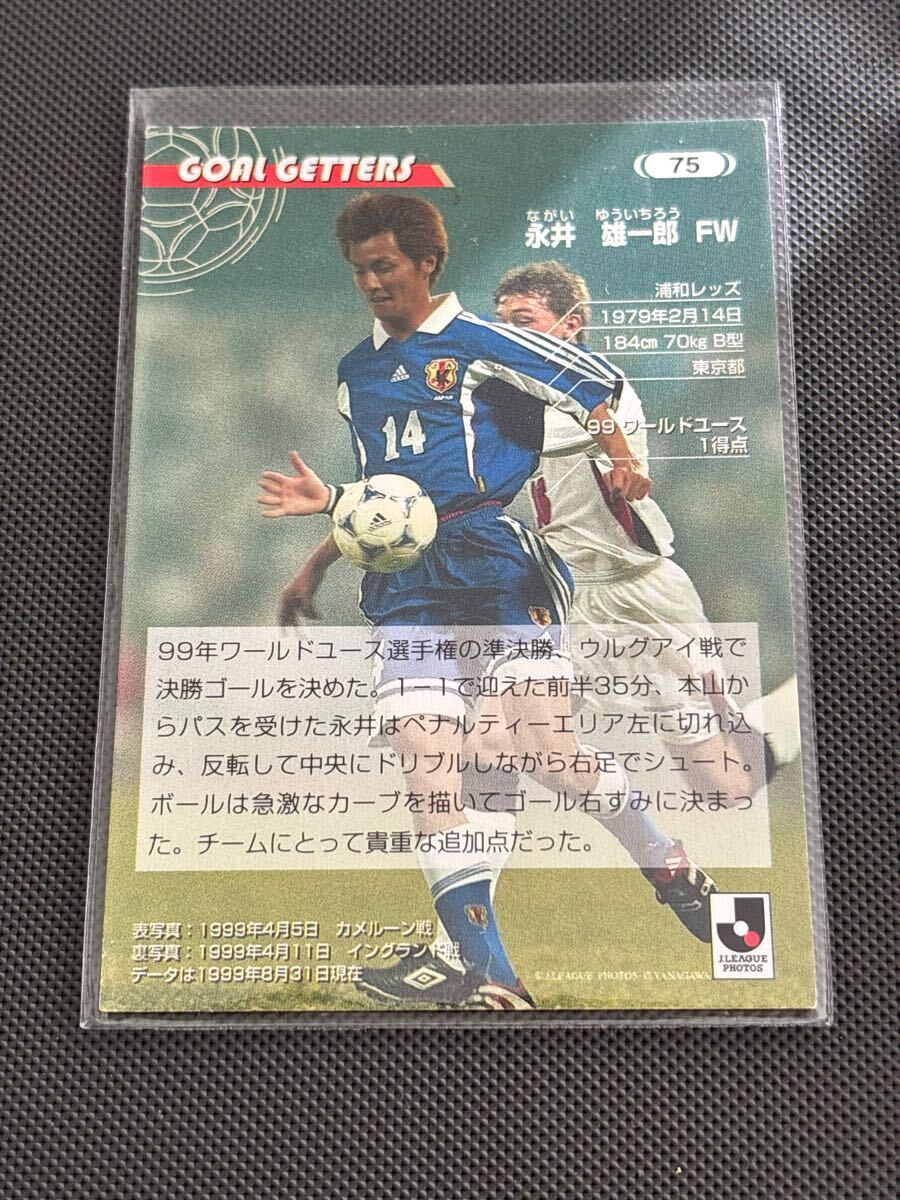 GOAL GETTERS
75
ながい ゆういちろう
永井 雄一郎 FW
浦和レッズ
1979年2月14日
184㎝ 70㎏ B型
東京都
99 ワールドユース
1得点
JAPAN
14
99年ワールドユース選手権の準決勝、ウルグアイ戦で
決勝ゴールを決めた。1−1で迎えた前半35分、本山か
らパスを受けた永井はペナルティーエリア左に切れ込
み、反転して中央にドリブルしながら右足でシュート。
ボールは急激なカーブを描いてゴール右すみに決まっ
た。チームにとって貴重な追加点だった。
表写真：1999年4月5日 カメルーン戦
裏写真：1999年4月11日 イングランド戦
データは1999年8月31日現在
©J.LEAGUE PHOTOS・O.YANAGAWA
J.LEAGUE
PHOTOS